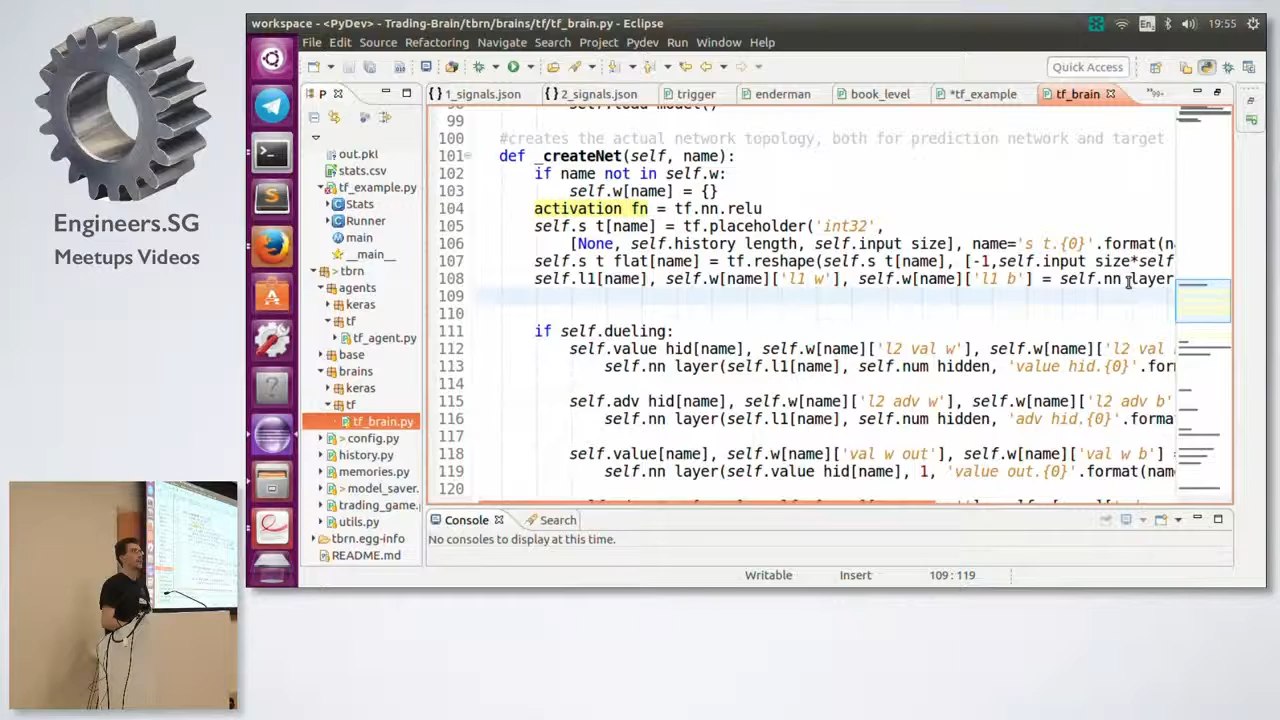 workspace - <PyDev> - Trading-Brain/tbrn/brains/tf/tf_brain.py - Eclipse
En
19:55
File Edit Source Refactoring Navigate Search Project Pydev Run Window Help
Quick Access
P
1_signals.json
2_signals.json
trigger
enderman
book_level
*tf_example
tf_brain
out.pkl
stats.csv
tf_example.py
Stats
Runner
main
__main__
tbrn
agents
keras
tf
tf_agent.py
base
brains
keras
tf
tf_brain.py
> config.py
history.py
memories.py
> model_saver.
trading_game.
utils.py
tbrn.egg-info
README.md
99
100 #creates the actual network topology, both for prediction network and target
101 def _createNet(self, name):
102 if name not in self.w:
103 self.w[name] = {}
104 activation_fn = tf.nn.relu
105 self.s_t[name] = tf.placeholder('int32',
106 [None, self.history_length, self.input_size], name='s_t.{0}'.format(n
107 self.s_t_flat[name] = tf.reshape(self.s_t[name], [-1,self.input_size*self
108 self.l1[name], self.w[name]['l1_w'], self.w[name]['l1_b'] = self.nn_layer
109
110
111 if self.dueling:
112 self.value_hid[name], self.w[name]['l2_val_w'], self.w[name]['l2_val_
113 self.nn_layer(self.l1[name], self.num_hidden, 'value_hid.{0}'.for
114
115 self.adv_hid[name], self.w[name]['l2_adv_w'], self.w[name]['l2_adv_b'
116 self.nn_layer(self.l1[name], self.num_hidden, 'adv_hid.{0}'.forma
117
118 self.value[name], self.w[name]['val_w_out'], self.w[name]['val_w_b'] =
119 self.nn_layer(self.value_hid[name], 1, 'value_out.{0}'.format(nam
120
Console
Search
No consoles to display at this time.
Writable
Insert
109 : 119
Engineers.SG
Meetups Videos